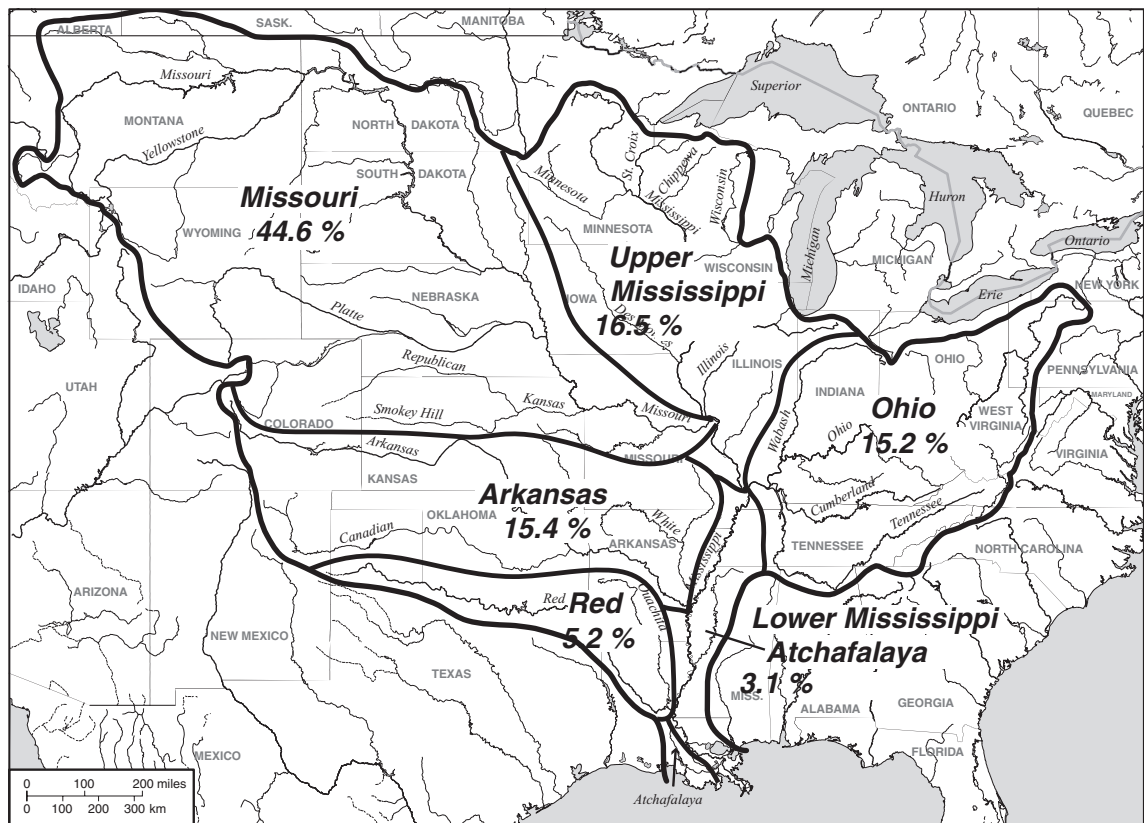 ALBERTA
SASK.
MANITOBA
Missouri
Superior
ONTARIO
QUEBEC
MONTANA
NORTH DAKOTA
Yellowstone
St. Croix
Chippewa
Wisconsin
Minnesota
Mississippi
SOUTH DAKOTA
Huron
Missouri
44.6 %
WYOMING
MINNESOTA
Michigan
Ontario
MICHIGAN
WISCONSIN
Upper
Mississippi
16.5 %
IDAHO
NEBRASKA
IOWA
Erie
NEW YORK
Platte
Republican
Illinois
ILLINOIS
OHIO
PENNSYLVANIA
UTAH
INDIANA
MARYLAND
Kansas
Smokey Hill
Missouri
Wabash
Ohio
Ohio
15.2 %
WEST
VIRGINIA
COLORADO
Arkansas
MISSOURI
VIRGINIA
KANSAS
Arkansas
15.4 %
Cumberland
Tennessee
OKLAHOMA
White
Canadian
ARKANSAS
Mississippi
TENNESSEE
NORTH CAROLINA
ARIZONA
Red
Red
5.2 %
Ouachita
Lower Mississippi
Atchafalaya
3.1 %
NEW MEXICO
TEXAS
MISS.
ALABAMA
GEORGIA
FLORIDA
MEXICO
0 100 200 miles
0 100 200 300 km
Atchafalaya